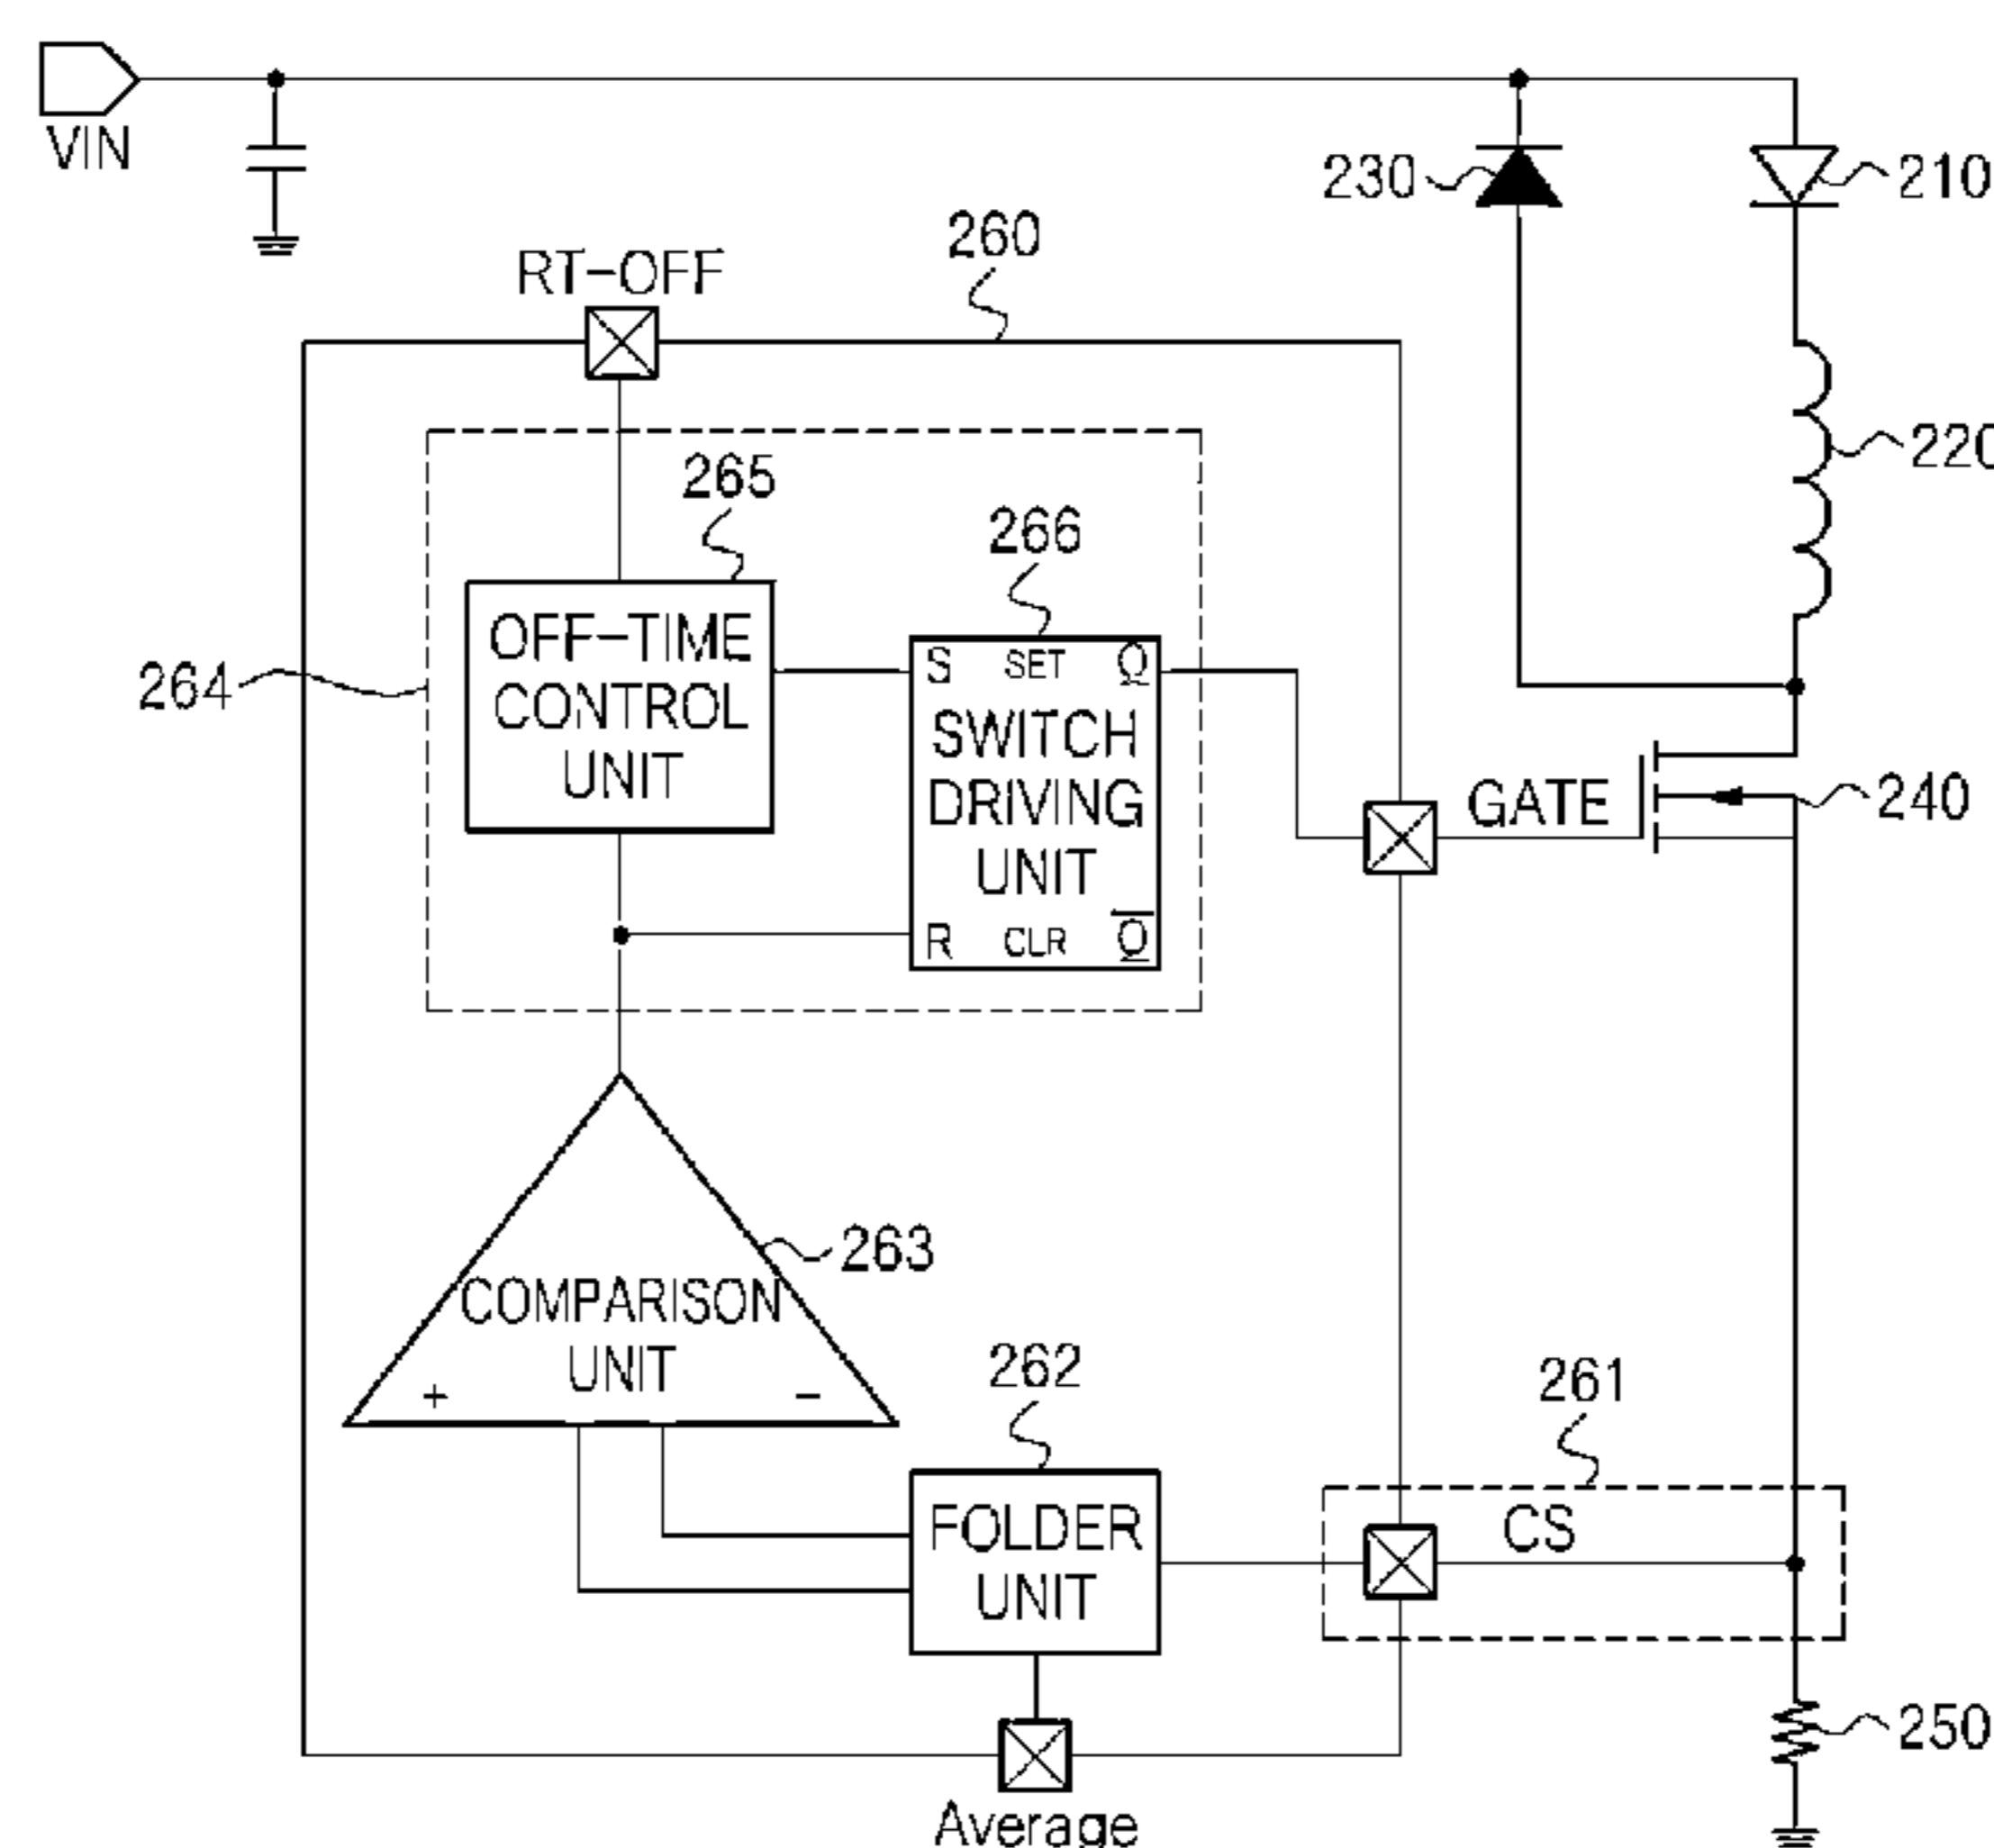 VIN
230
210
260
RT-OFF
220
265
266
264
OFF-TIME
CONTROL
UNIT
S SET Q
SWITCH
DRIVING
UNIT
R CLR Q
GATE
240
263
COMPARISON
UNIT
+ -
262
261
FOLDER
UNIT
CS
250
Average